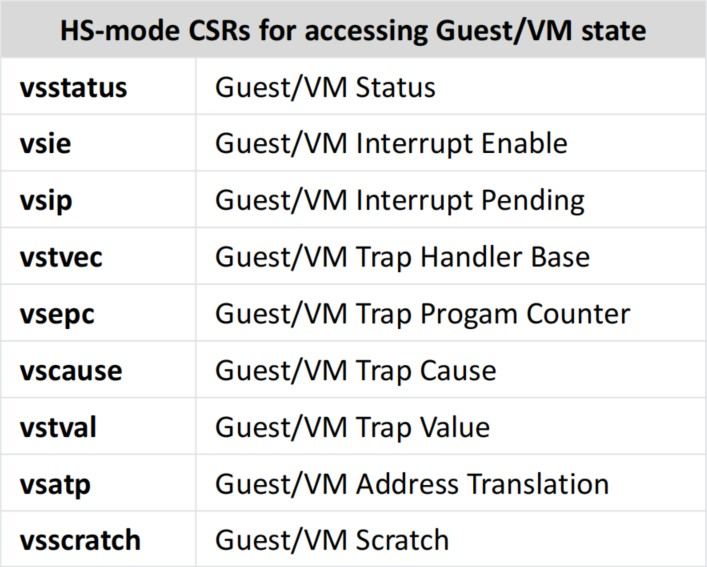 HS-mode CSRs for accessing Guest/VM state
vsstatus Guest/VM Status
vsie Guest/VM Interrupt Enable
vsip Guest/VM Interrupt Pending
vstvec Guest/VM Trap Handler Base
vsepc Guest/VM Trap Progam Counter
vscause Guest/VM Trap Cause
vstval Guest/VM Trap Value
vsatp Guest/VM Address Translation
vsscratch Guest/VM Scratch